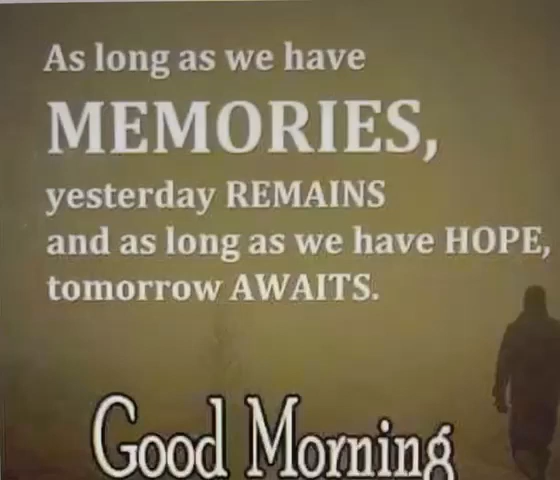 As long as we have
MEMORIES,
yesterday REMAINS
and as long as we have HOPE,
tomorrow AWAITS.
Good Morning